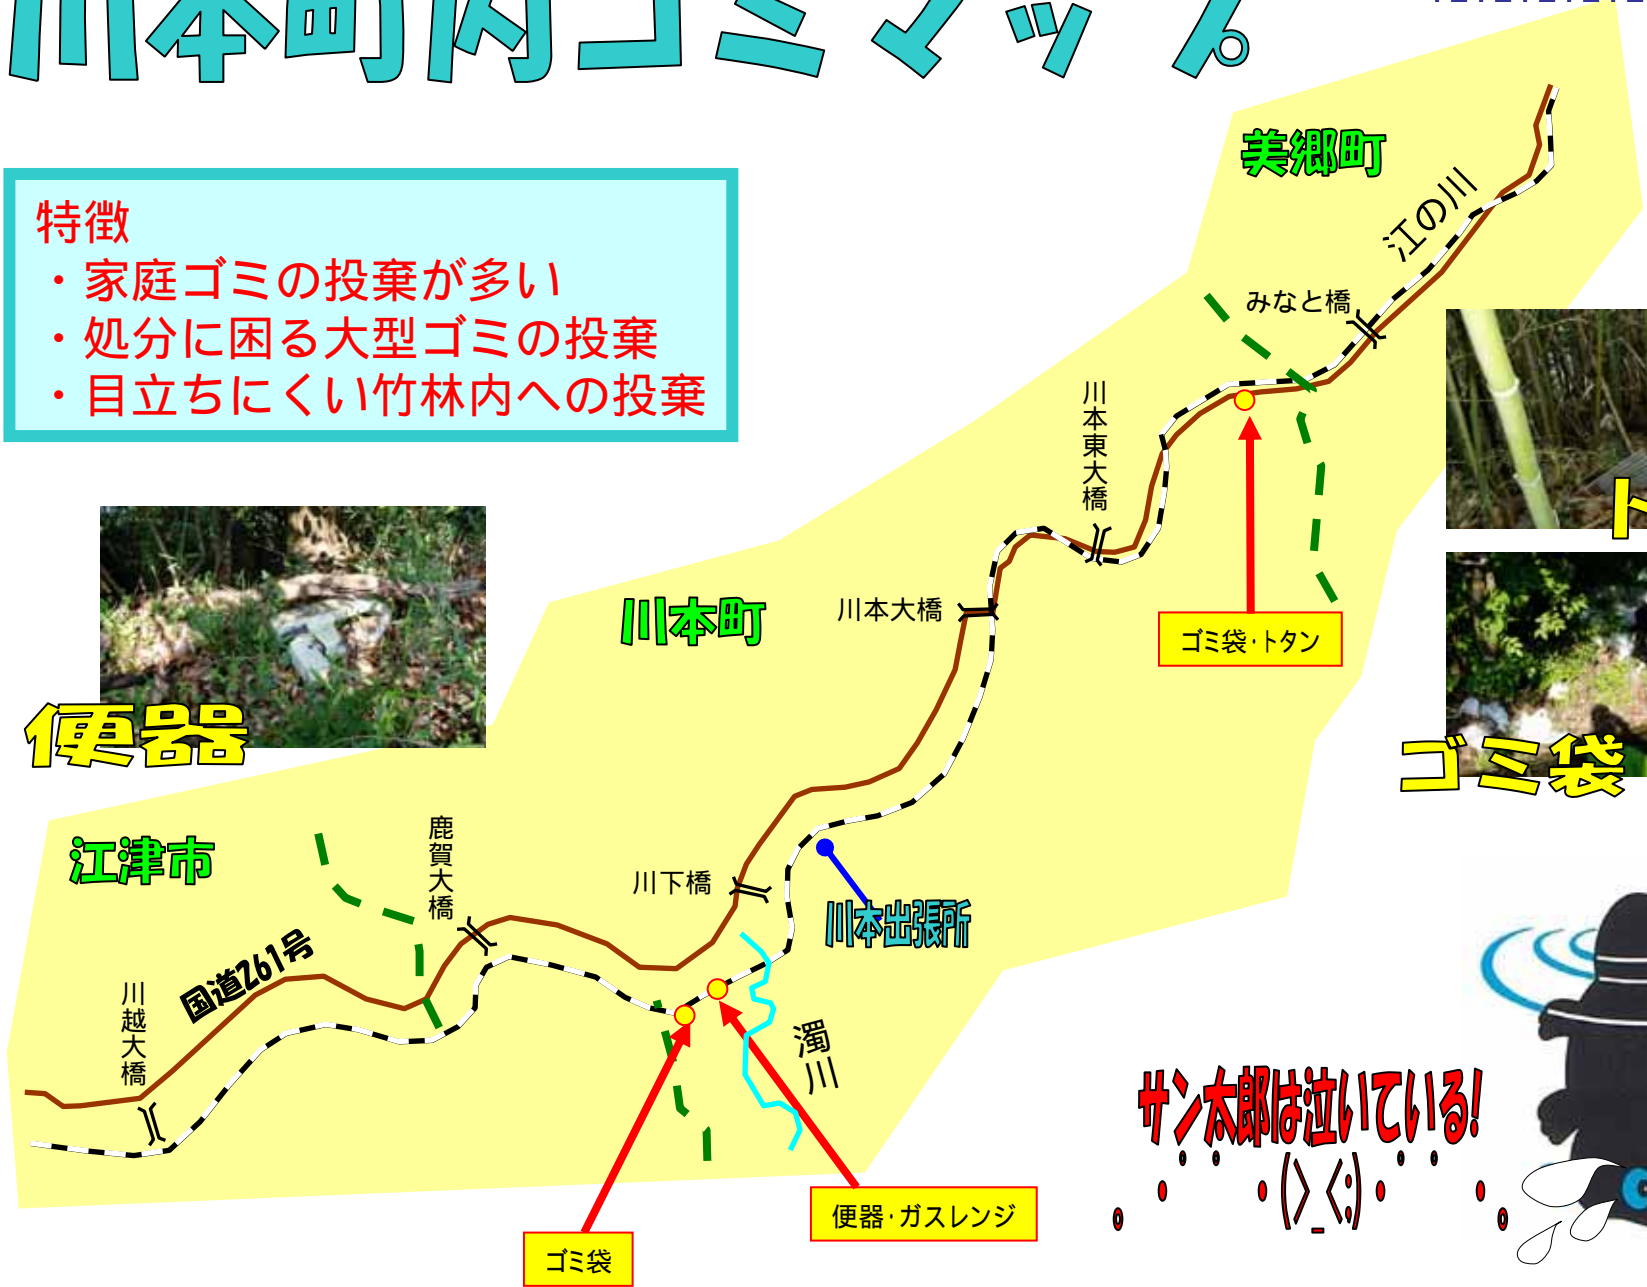 川本町内ゴミマップ
特徴
・家庭ゴミの投棄が多い
・処分に困る大型ゴミの投棄
・目立ちにくい竹林内への投棄
美郷町
江の川
みなと橋
川本東大橋
ト
川本町
川本大橋
ゴミ袋・トタン
便器
ゴミ袋
江津市
鹿賀大橋
川下橋
川本出張所
国道261号
川越大橋
濁川
サン太郎は泣いている!
。・゜゜・(>_<;)・゜゜・。
便器・ガスレンジ
ゴミ袋